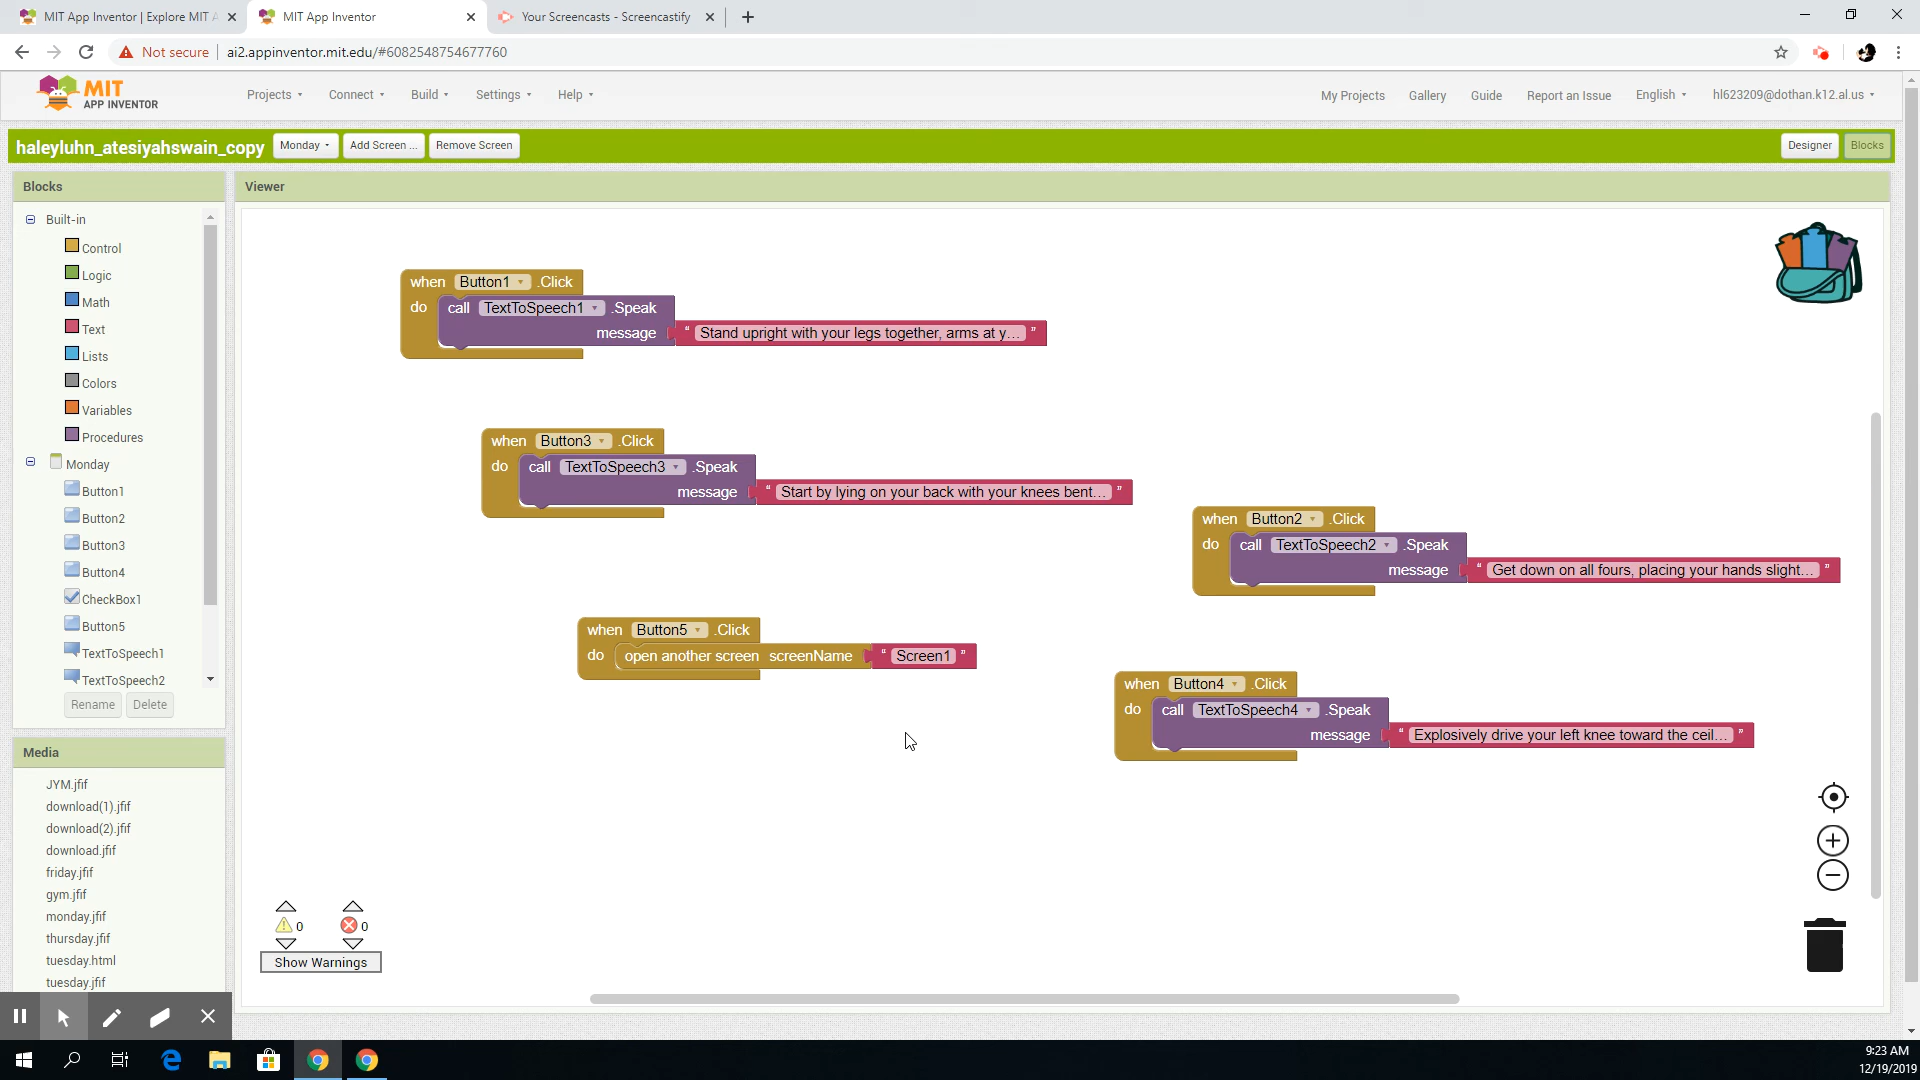 MIT App Inventor | Explore MIT A
MIT App Inventor
Your Screencasts - Screencastify
Not secure
ai2.appinventor.mit.edu/#6082548754677760
MIT
APP INVENTOR
Projects
Connect
Build
Settings
Help
My Projects
Gallery
Guide
Report an Issue
English
hl623209@dothan.k12.al.us
haleyluhn_atesiyahswain_copy
Monday
Add Screen ...
Remove Screen
Designer
Blocks
Blocks
Built-in
Control
Logic
Math
Text
Lists
Colors
Variables
Procedures
Monday
Button1
Button2
Button3
Button4
CheckBox1
Button5
TextToSpeech1
TextToSpeech2
Rename
Delete
Media
JYM.jfif
download(1).jfif
download(2).jfif
download.jfif
friday.jfif
gym.jfif
monday.jfif
thursday.jfif
tuesday.html
tuesday.jfif
Viewer
when Button1 .Click
do call TextToSpeech1 .Speak
message " Stand upright with your legs together, arms at y... "
when Button3 .Click
do call TextToSpeech3 .Speak
message " Start by lying on your back with your knees bent... "
when Button2 .Click
do call TextToSpeech2 .Speak
message " Get down on all fours, placing your hands slight... "
when Button5 .Click
do open another screen screenName " Screen1 "
when Button4 .Click
do call TextToSpeech4 .Speak
message " Explosively drive your left knee toward the ceil... "
0
0
Show Warnings
9:23 AM
12/19/2019